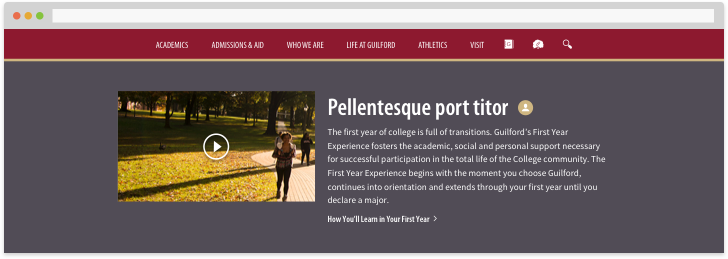 ACADEMICS ADMISSIONS & AID WHO WE ARE LIFE AT GUILFORD ATHLETICS VISIT
Pellentesque port titor
The first year of college is full of transitions. Guilford's First Year
Experience fosters the academic, social and personal support necessary
for successful participation in the total life of the College community. The
First Year Experience begins with the moment you choose Guilford,
continues into orientation and extends through your first year until you
declare a major.
How You'll Learn in Your First Year >